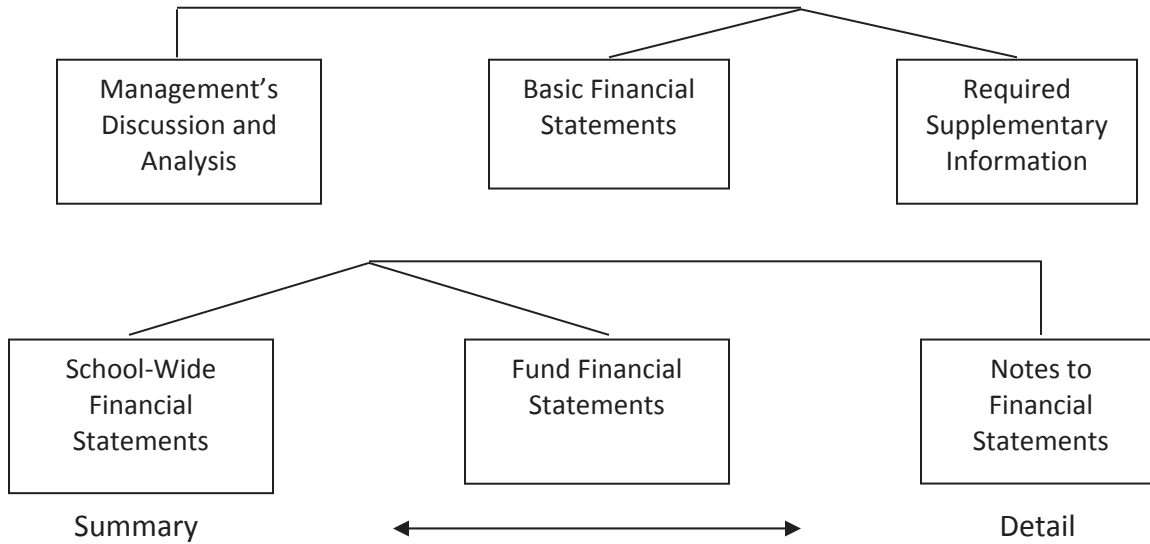 Management’s
Discussion and
Analysis
Basic Financial
Statements
Required
Supplementary
Information
School-Wide
Financial
Statements
Fund Financial
Statements
Notes to
Financial
Statements
Summary
Detail